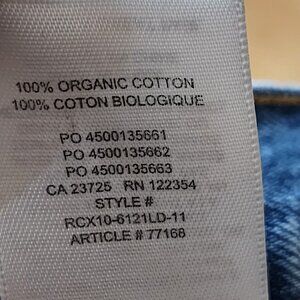 100% ORGANIC COTTON
100% COTON BIOLOGIQUE
PO 4500135661
PO 4500135662
PO 4500135663
CA 23725 RN 122354
STYLE #
RCX10-6121LD-11
ARTICLE # 77168